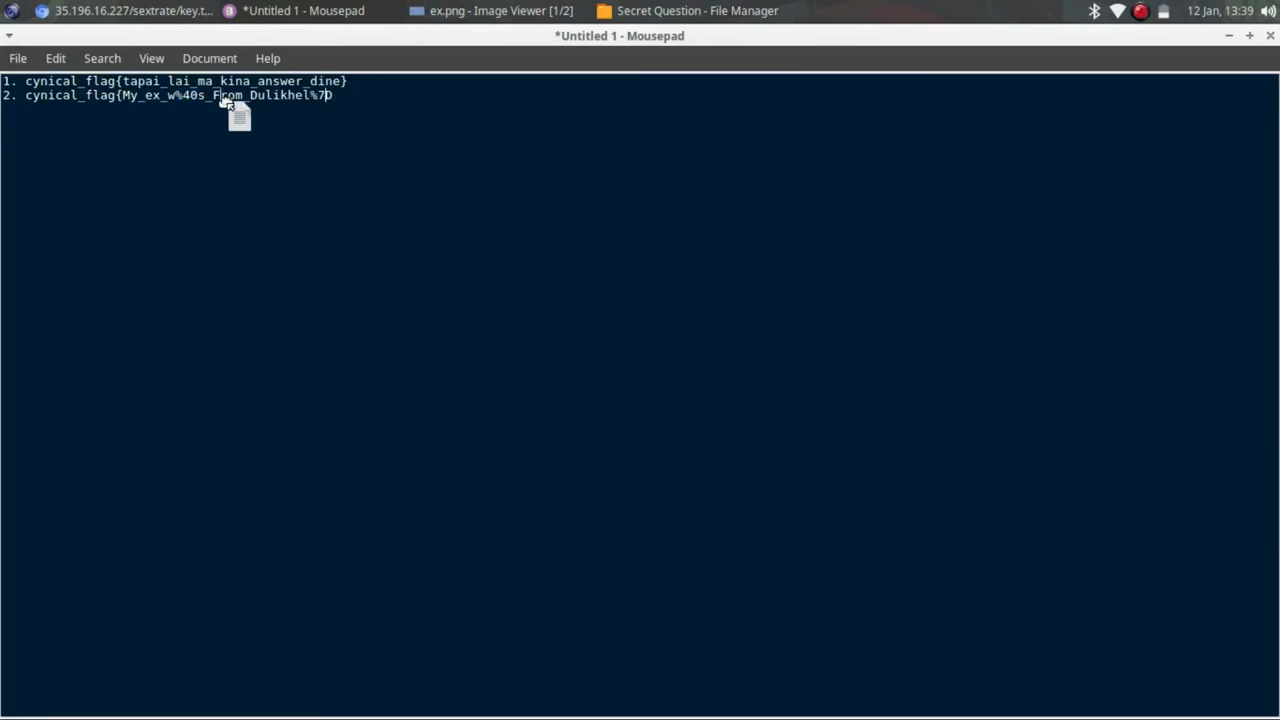 35.196.16.227/sextrate/key.t...
*Untitled 1 - Mousepad
ex.png - Image Viewer [1/2]
Secret Question - File Manager
12 Jan, 13:39
*Untitled 1 - Mousepad
File Edit Search View Document Help
1. cynical_flag{tapai_lai_ma_kina_answer_dine}
2. cynical_flag{My_ex_w%40s_From_Dulikhel%7D